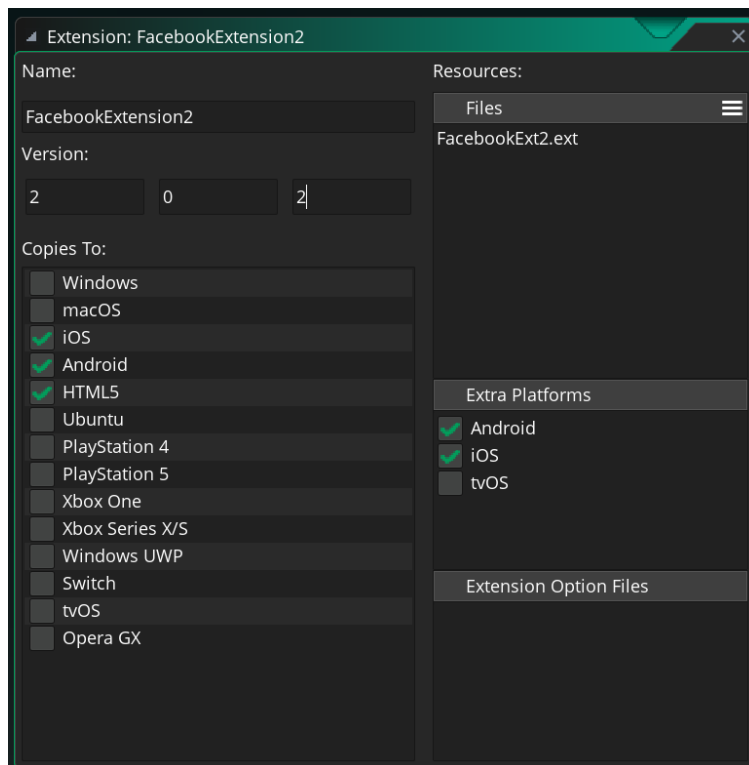 Extension: FacebookExtension2
Name:
FacebookExtension2
Version:
2 0 2
Copies To:
Windows
macOS
iOS
Android
HTML5
Ubuntu
PlayStation 4
PlayStation 5
Xbox One
Xbox Series X/S
Windows UWP
Switch
tvOS
Opera GX
Resources:
Files
FacebookExt2.ext
Extra Platforms
Android
iOS
tvOS
Extension Option Files